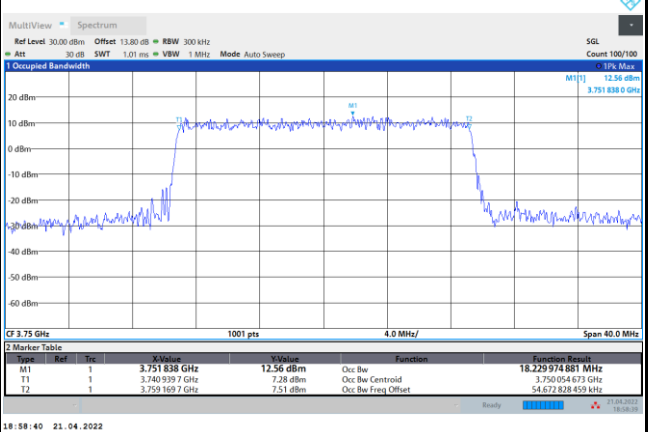 MultiView Spectrum
Ref Level 30.00 dBm Offset 13.80 dB RBW 300 kHz SGL
Att 30 dB SWT 1.01 ms VBW 1 MHz Mode Auto Sweep Count 100/100
1 Occupied Bandwidth 1Pk Max
M1[1] 12.56 dBm
3.751 838 0 GHz
20 dBm
M1
T1 T2
10 dBm
0 dBm
-10 dBm
-20 dBm
-30 dBm
-40 dBm
-50 dBm
-60 dBm
CF 3.75 GHz 1001 pts 4.0 MHz/ Span 40.0 MHz
2 Marker Table
Type Ref Trc X-Value Y-Value Function Function Result
M1 1 3.751 838 GHz 12.56 dBm Occ Bw 18.229 974 881 MHz
T1 1 3.740 939 7 GHz 7.28 dBm Occ Bw Centroid 3.750 054 673 GHz
T2 1 3.759 169 7 GHz 7.51 dBm Occ Bw Freq Offset 54.672 828 459 kHz
Ready 21.04.2022
18:58:39
18:58:40 21.04.2022